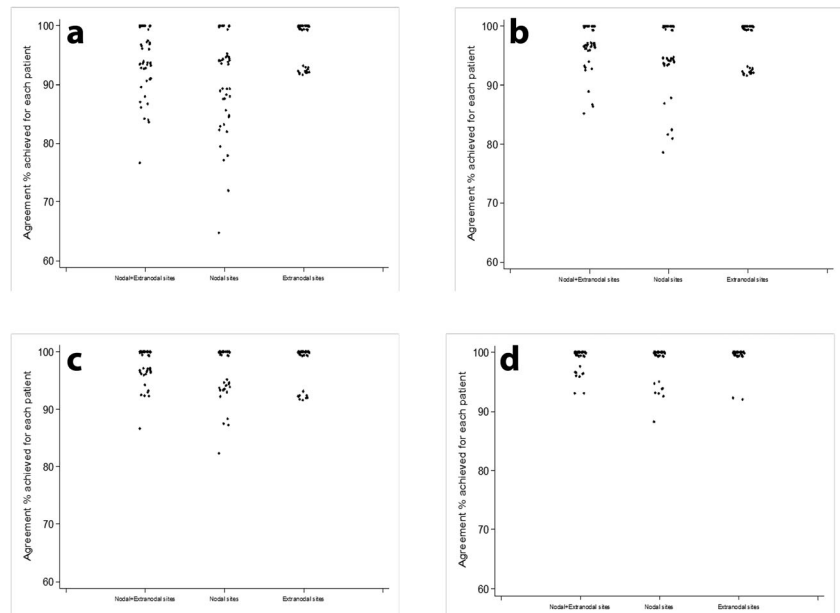 a
Agreement % achieved for each patient
100
90
80
70
60
Nodal+Extranodal sites Nodal sites Extranodal sites
b
Agreement % achieved for each patient
100
90
80
70
60
Nodal+Extranodal sites Nodal sites Extranodal sites
c
Agreement % achieved for each patient
100
90
80
70
60
Nodal+Extranodal sites Nodal sites Extranodal sites
d
Agreement % achieved for each patient
100
90
80
70
60
Nodal+Extranodal sites Nodal sites Extranodal sites